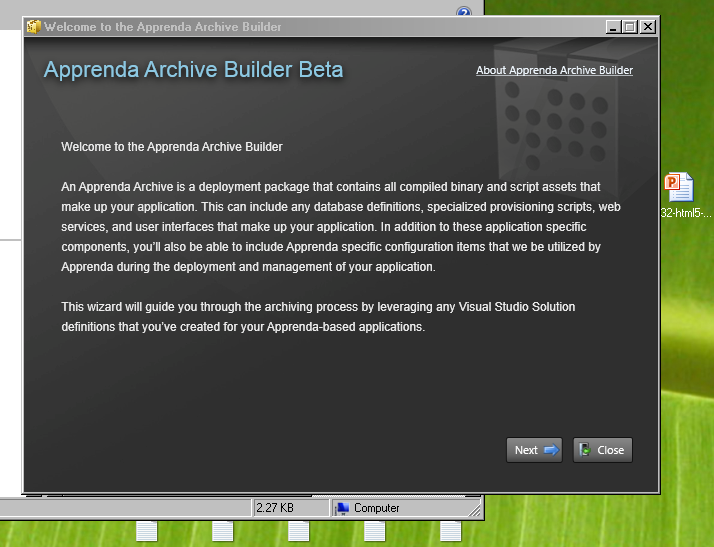 Welcome to the Apprenda Archive Builder
Apprenda Archive Builder Beta
About Apprenda Archive Builder
Welcome to the Apprenda Archive Builder
An Apprenda Archive is a deployment package that contains all compiled binary and script assets that
make up your application. This can include any database definitions, specialized provisioning scripts, web
services, and user interfaces that make up your application. In addition to these application specific
components, you'll also be able to include Apprenda specific configuration items that we be utilized by
Apprenda during the deployment and management of your application.
This wizard will guide you through the archiving process by leveraging any Visual Studio Solution
definitions that you've created for your Apprenda-based applications.
32-html5-...
Next
Close
2.27 KB
Computer